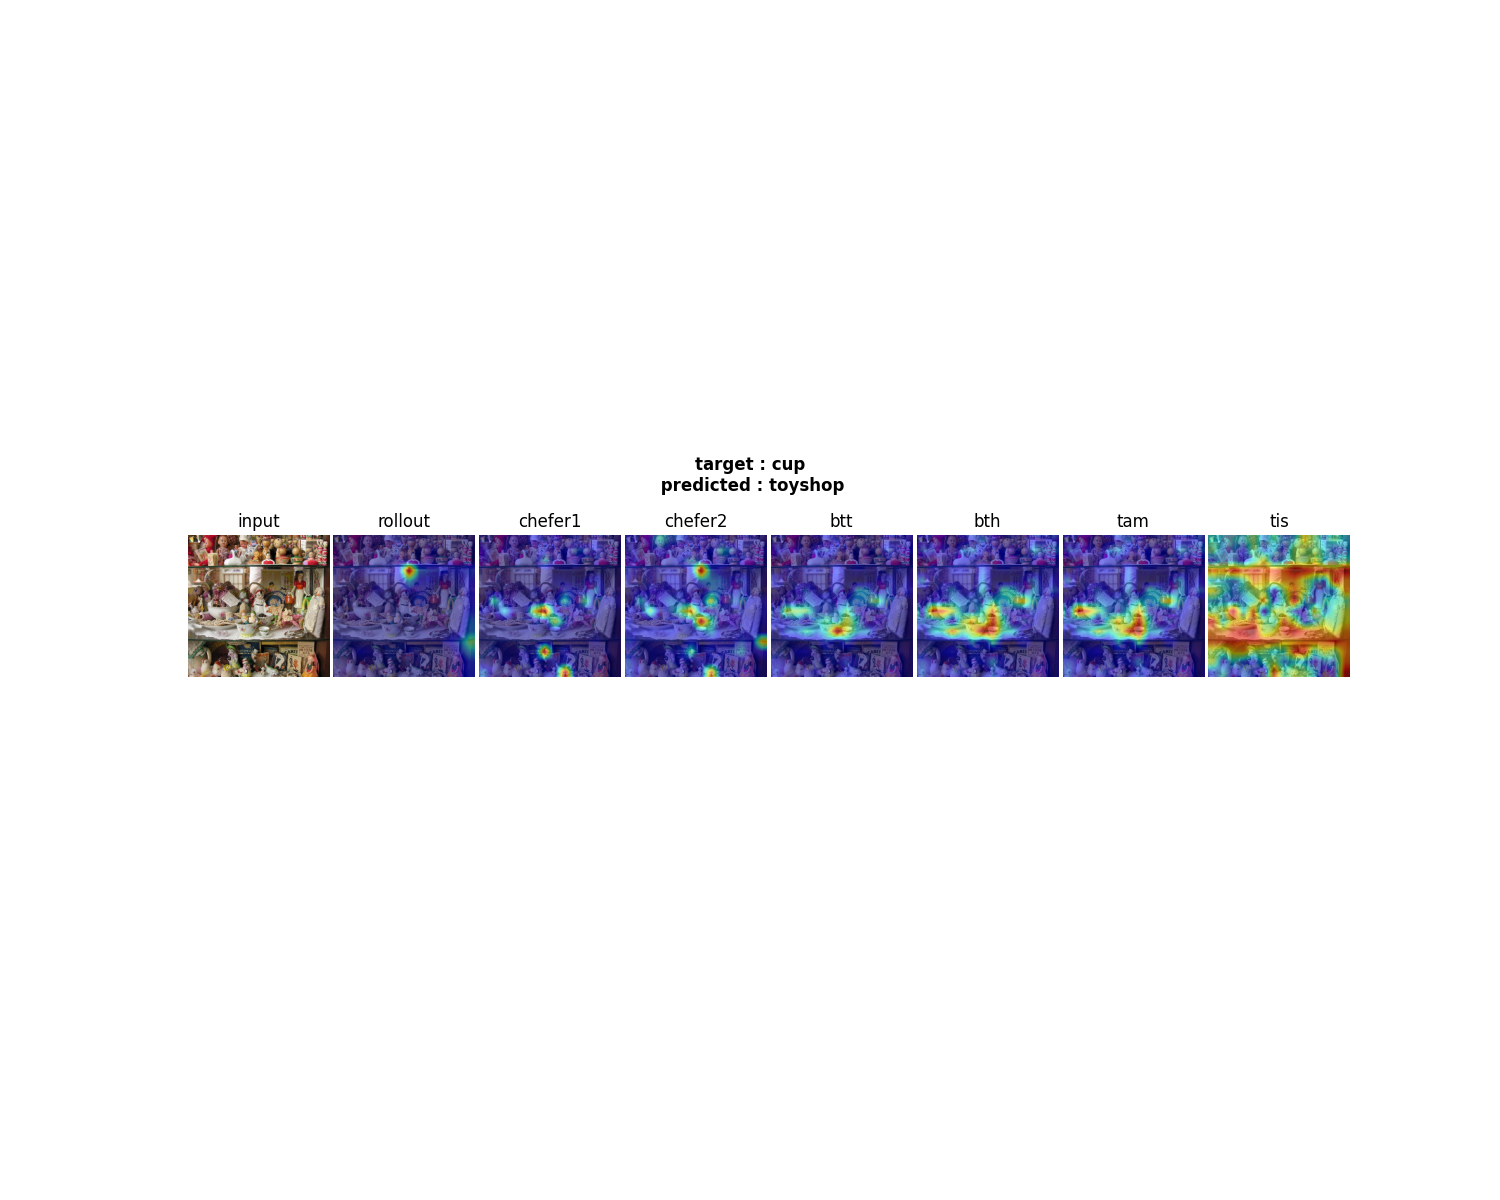 target : cup
predicted : toyshop
input rollout chefer1 chefer2 btt bth tam tis